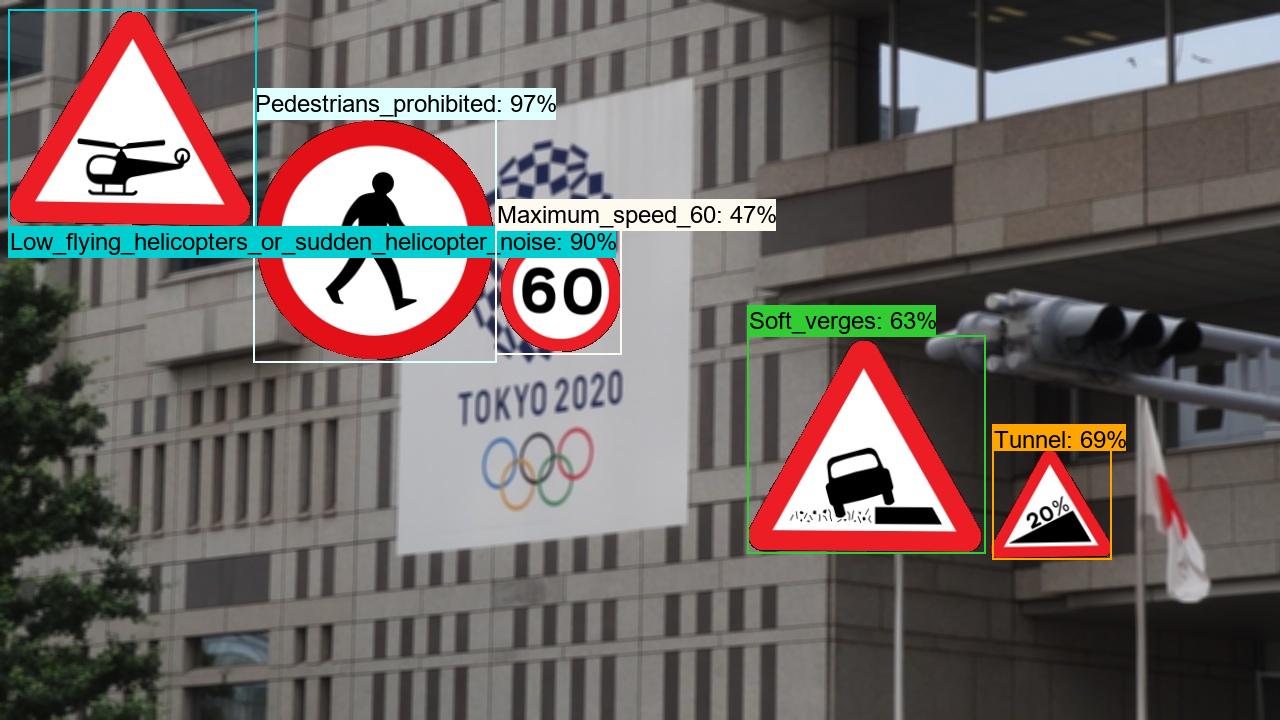 Pedestrians_prohibited: 97%
Maximum_speed_60: 47%
Low_flying_helicopters_or_sudden_helicopter_noise: 90%
60
Soft_verges: 63%
TOKYO 2020
Tunnel: 69%
20%